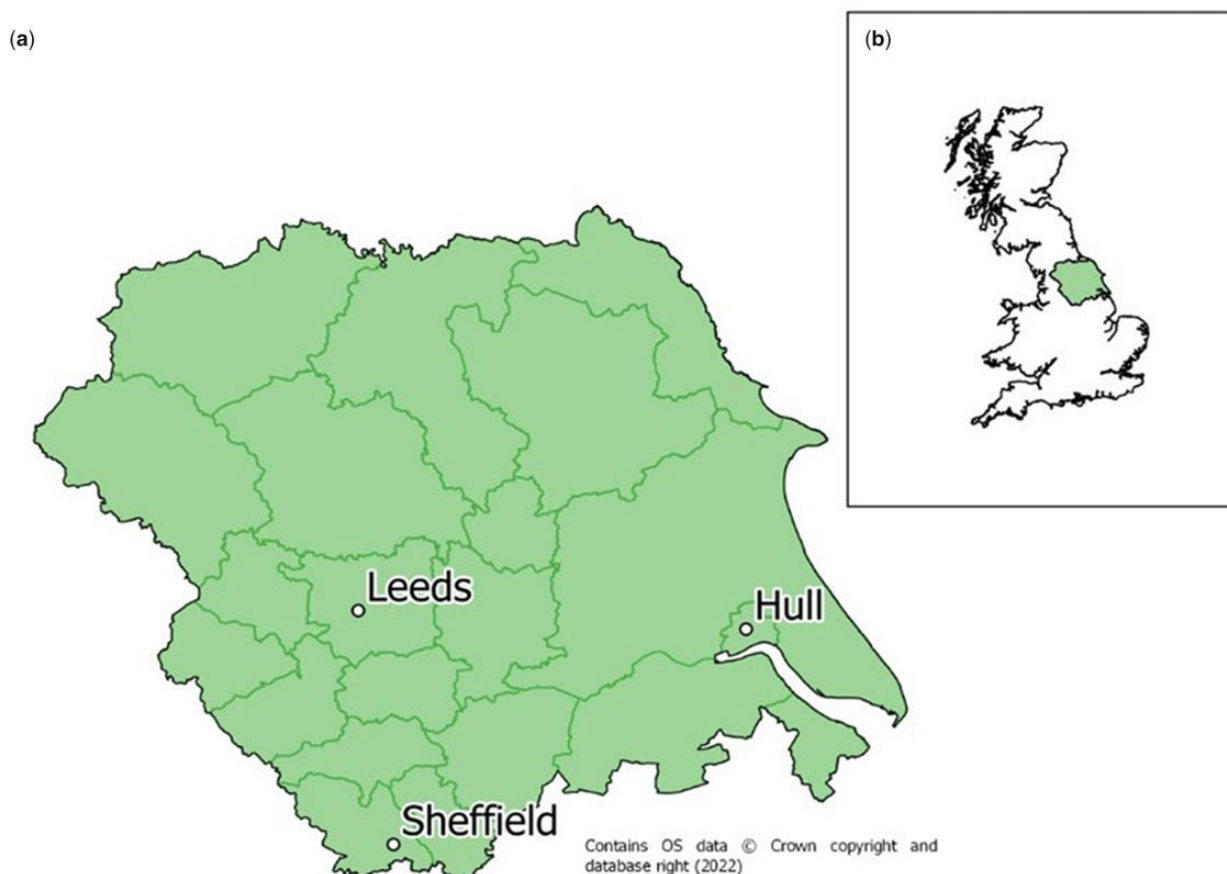 (a)
(b)
Leeds
Hull
Sheffield
Contains OS data © Crown copyright and
database right (2022)